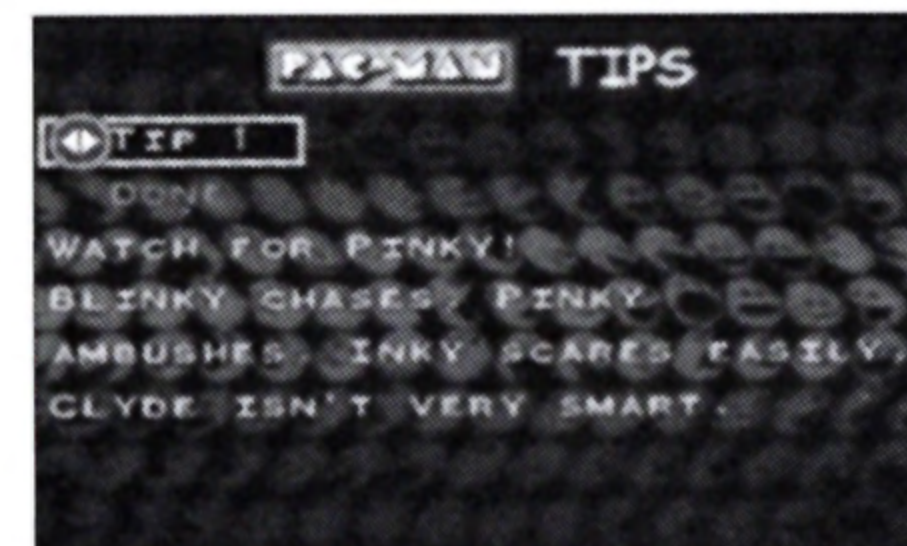 PAC-MAN TIPS
TIP 1
DONE
WATCH FOR PINKY!
BLINKY CHASES, PINKY
AMBUSHES, INKY SCARES EASILY,
CLYDE ISN'T VERY SMART.